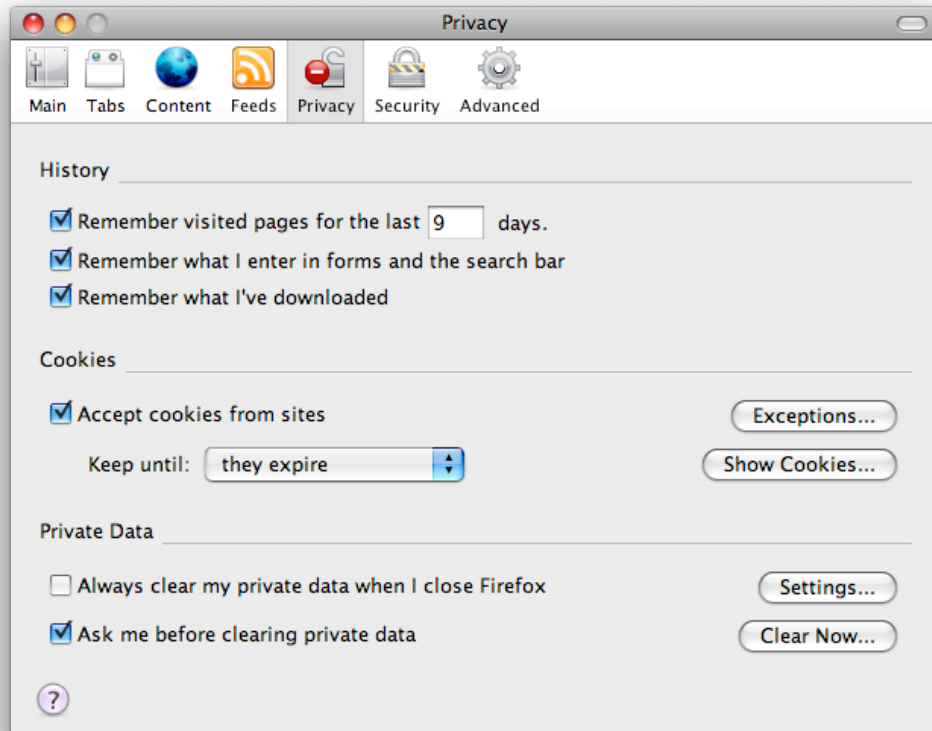 Privacy
Main Tabs Content Feeds Privacy Security Advanced
History
Remember visited pages for the last 9 days.
Remember what I enter in forms and the search bar
Remember what I've downloaded
Cookies
Accept cookies from sites Exceptions...
Keep until: they expire Show Cookies...
Private Data
Always clear my private data when I close Firefox Settings...
Ask me before clearing private data Clear Now...
?